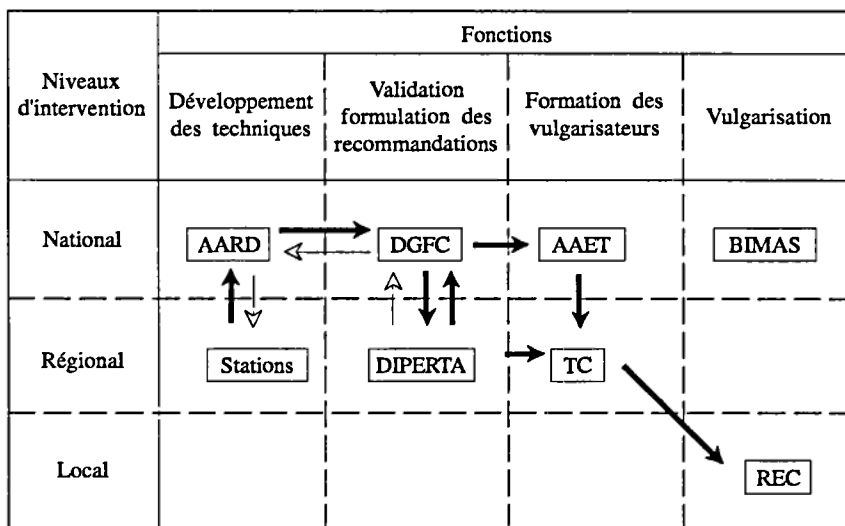 Fonctions
Niveaux
d'intervention
Développement
des techniques
Validation
formulation des
recommandations
Formation des
vulgarisateurs
Vulgarisation
National
AARD
DGFC
AAET
BIMAS
Régional
Stations
DIPERTA
TC
Local
REC